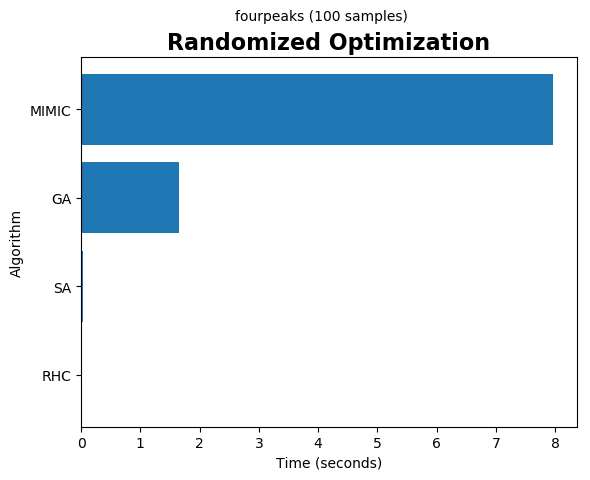 fourpeaks (100 samples)
Randomized Optimization
MIMIC
GA
SA
RHC
Algorithm
0 1 2 3 4 5 6 7 8
Time (seconds)